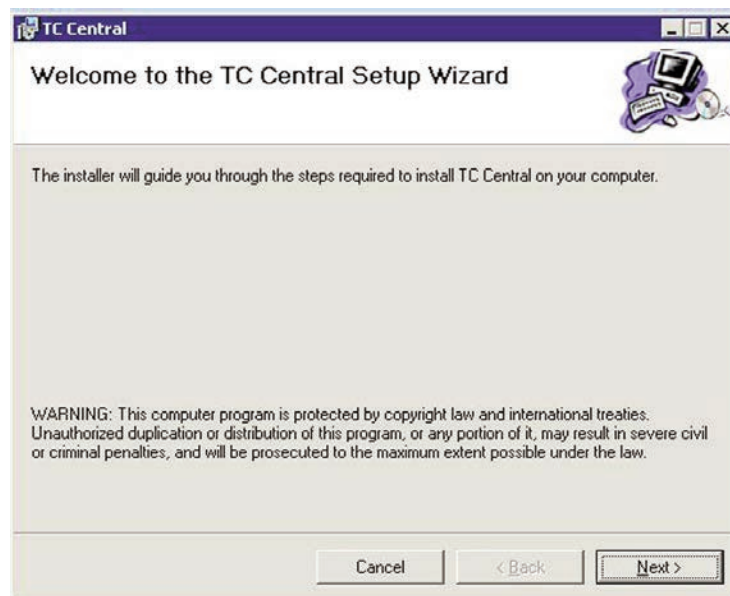 TC Central
Welcome to the TC Central Setup Wizard
The installer will guide you through the steps required to install TC Central on your computer.
WARNING: This computer program is protected by copyright law and international treaties.
Unauthorized duplication or distribution of this program, or any portion of it, may result in severe civil
or criminal penalties, and will be prosecuted to the maximum extent possible under the law.
Cancel
< Back
Next >